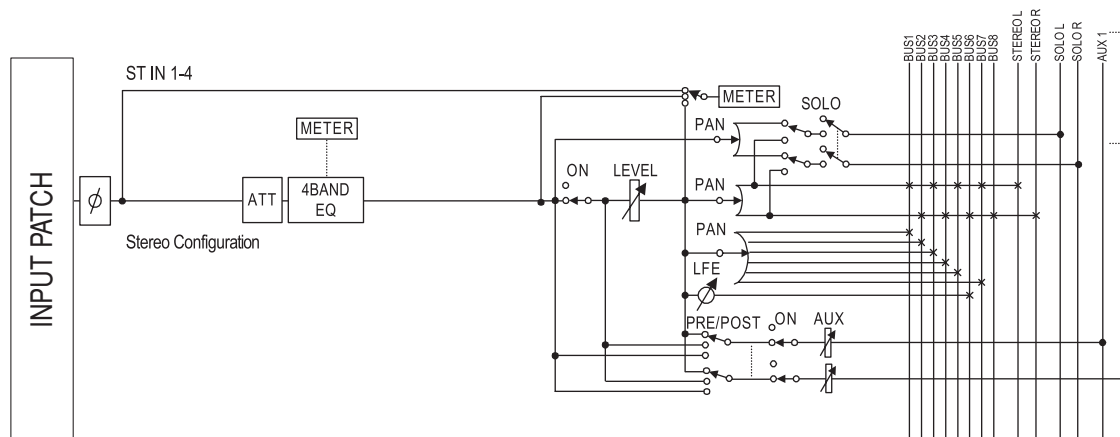 INPUT PATCH
ϕ
ST IN 1-4
Stereo Configuration
METER
ATT
4BAND
EQ
ON
LEVEL
METER
PAN
SOLO
PAN
PAN
LFE
PRE/POST
ON
AUX
BUS1
BUS2
BUS3
BUS4
BUS5
BUS6
BUS7
BUS8
STEREO L
STEREO R
SOLO L
SOLO R
AUX 1